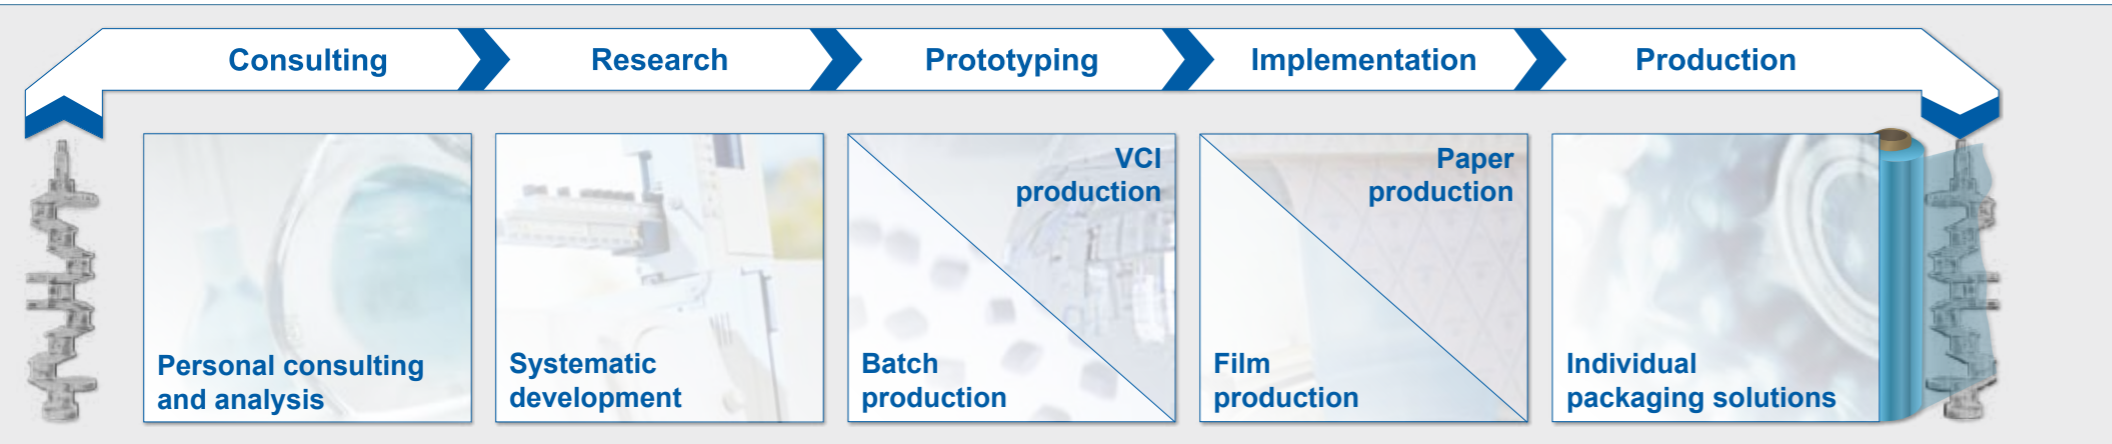 Consulting
Research
Prototyping
Implementation
Production
Personal consulting
and analysis
Systematic
development
VCI
production
Batch
production
Paper
production
Film
production
Individual
packaging solutions